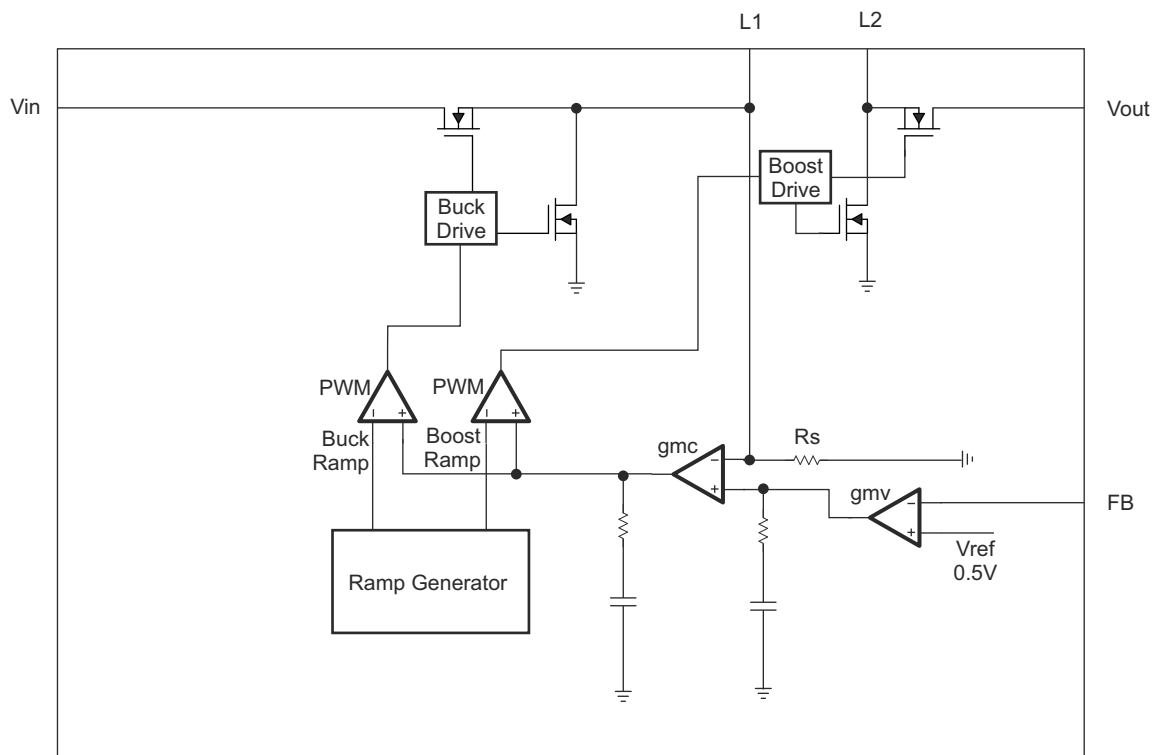 L1
L2
Vin
Vout
Boost
Drive
Buck
Drive
PWM
PWM
Buck
Ramp
Boost
Ramp
gmc
Rs
gmv
FB
Vref
0.5V
Ramp Generator